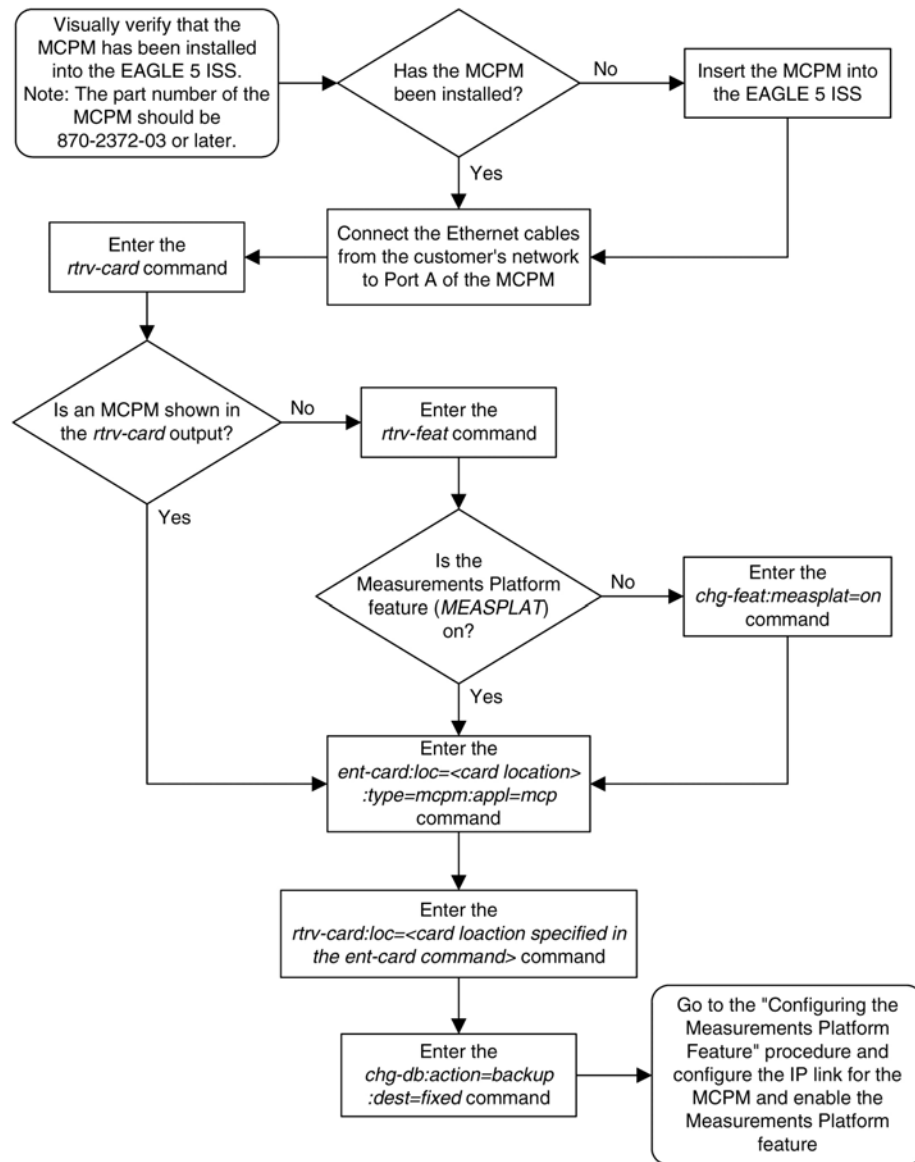 Visually verify that the
MCPM has been installed
into the EAGLE 5 ISS.
Note: The part number of the
MCPM should be
870-2372-03 or later.
Has the MCPM
been installed?
No
Insert the MCPM into
the EAGLE 5 ISS
Yes
Connect the Ethernet cables
from the customer's network
to Port A of the MCPM
Enter the
rtrv-card command
Is an MCPM shown in
the rtrv-card output?
No
Enter the
rtrv-feat command
Yes
Is the
Measurements Platform
feature (MEASPLAT)
on?
No
Enter the
chg-feat:measplat=on
command
Yes
Enter the
ent-card:loc=<card location>
:type=mcpm:appl=mcp
command
Enter the
rtrv-card:loc=<card loaction specified in
the ent-card command> command
Enter the
chg-db:action=backup
:dest=fixed command
Go to the "Configuring the
Measurements Platform
Feature" procedure and
configure the IP link for the
MCPM and enable the
Measurements Platform
feature